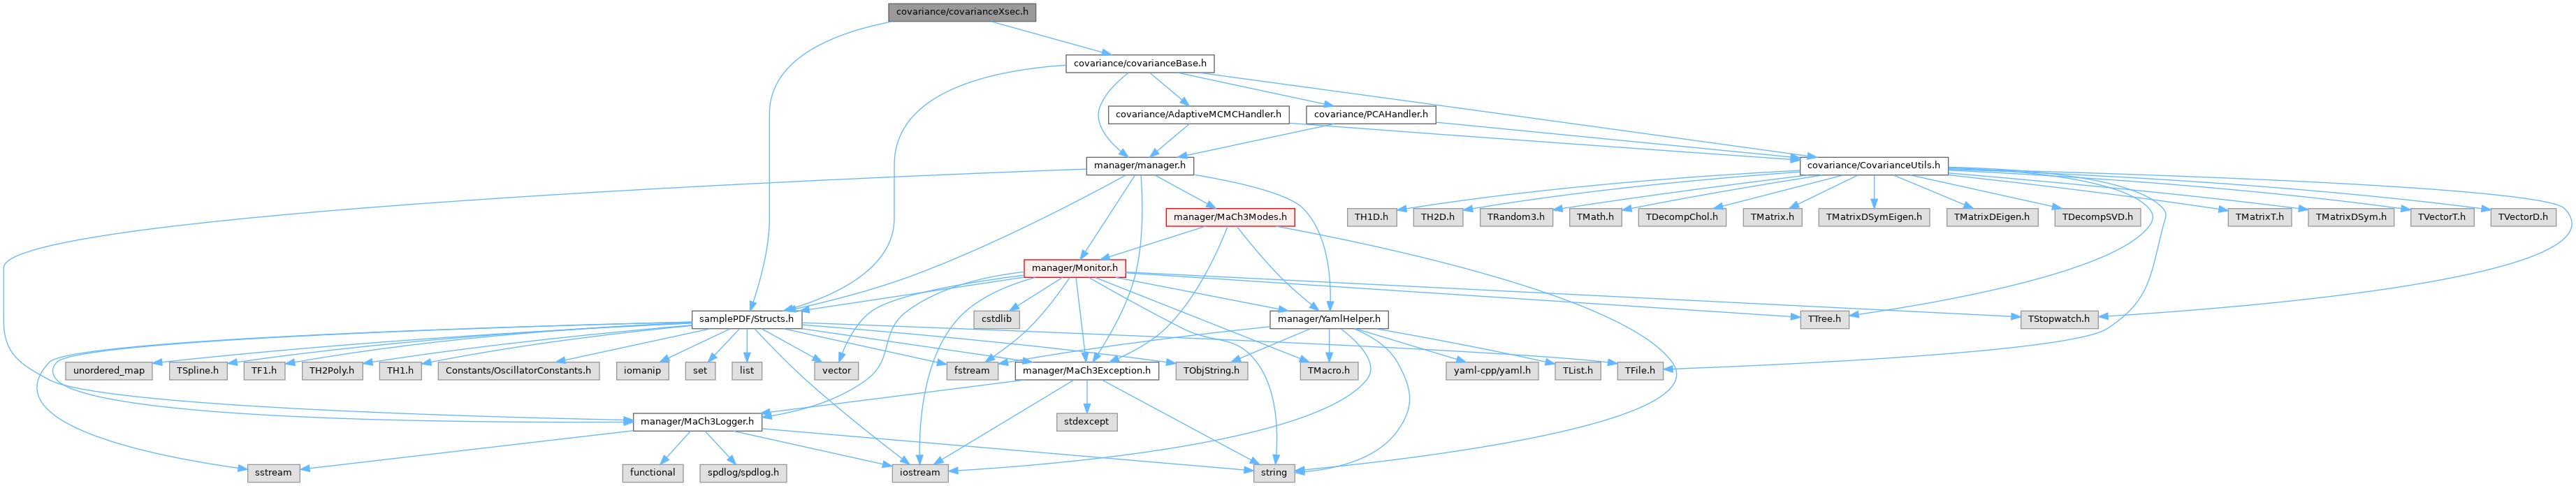 covariance/covarianceXsec.h
covariance/covarianceBase.h
covariance/AdaptiveMCMCHandler.h
covariance/PCAHandler.h
manager/manager.h
covariance/CovarianceUtils.h
manager/MaCh3Modes.h
TH1D.h
TH2D.h
TRandom3.h
TMath.h
TDecompChol.h
TMatrix.h
TMatrixDSymEigen.h
TMatrixDEigen.h
TDecompSVD.h
TMatrixT.h
TMatrixDSym.h
TVectorT.h
TVectorD.h
manager/Monitor.h
samplePDF/Structs.h
cstdlib
manager/YamlHelper.h
TTree.h
TStopwatch.h
unordered_map
TSpline.h
TF1.h
TH2Poly.h
TH1.h
Constants/OscillatorConstants.h
iomanip
set
list
vector
fstream
manager/MaCh3Exception.h
TObjString.h
TMacro.h
yaml-cpp/yaml.h
TList.h
TFile.h
manager/MaCh3Logger.h
stdexcept
sstream
functional
spdlog/spdlog.h
iostream
string